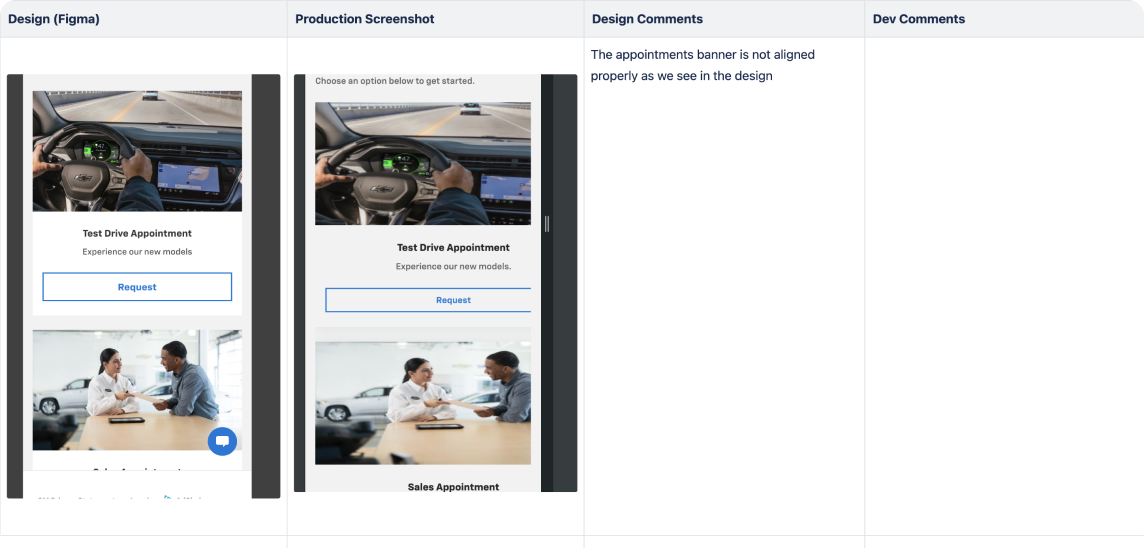 Design (Figma)
Production Screenshot
Design Comments
Dev Comments
Test Drive Appointment
Experience our new models
Request
Choose an option below to get started.
Test Drive Appointment
Experience our new models.
Request
Sales Appointment
The appointments banner is not aligned
properly as we see in the design